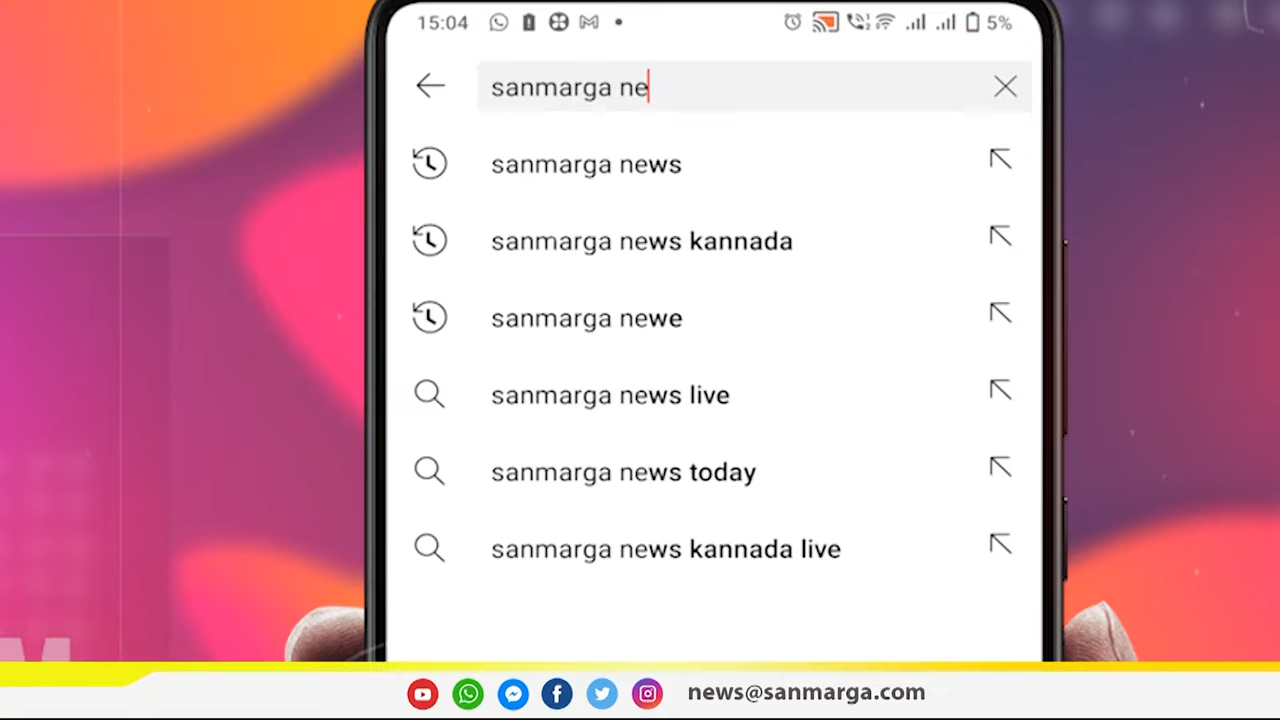 15:04 5%
sanmarga ne
sanmarga news
sanmarga news kannada
sanmarga newe
sanmarga news live
sanmarga news today
sanmarga news kannada live
news@sanmarga.com